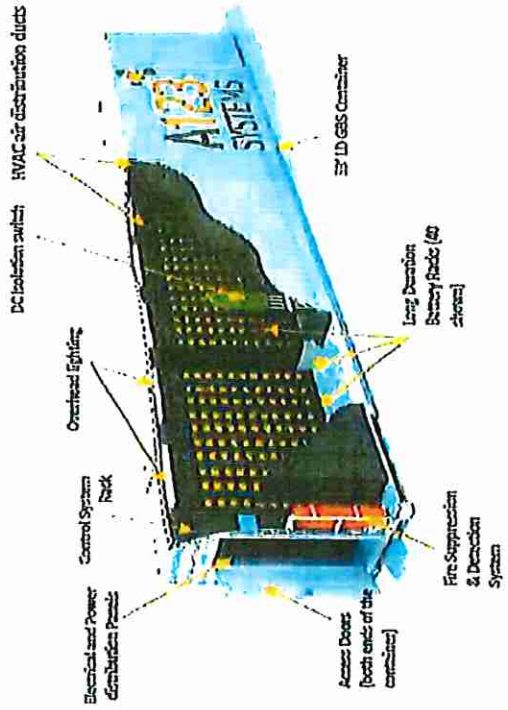 Electrical and Power
distribution Panels
Control System
Rack
Overhead lighting
DC isolation switch
HVAC air distribution ducts
A123
SYSTEMS
Access Doors
(both ends of the
container)
Fire Suppression
& Detection
System
Long Duration
Battery Racks (40
shown)
53' LD GBS Container